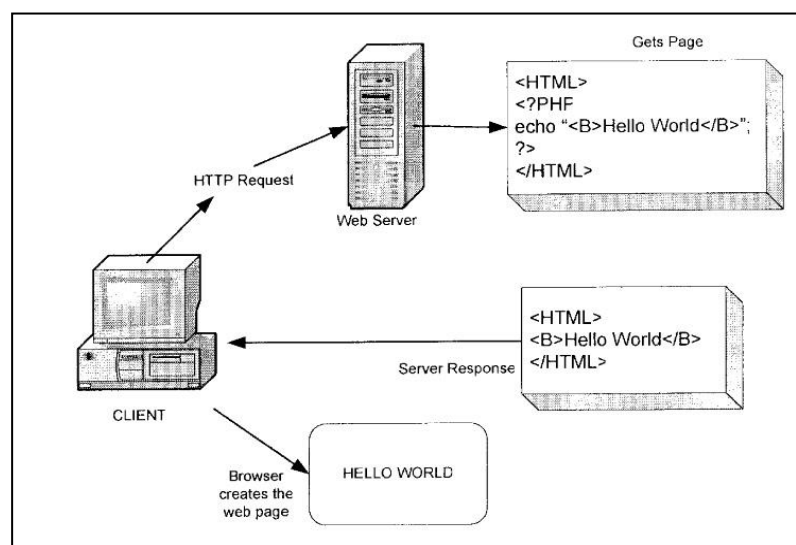 Gets Page
<HTML>
<?PHF
echo “<B>Hello World</B>”;
?>
</HTML>
HTTP Request
Web Server
<HTML>
<B>Hello World</B>
</HTML>
Server Response
CLIENT
HELLO WORLD
Browser
creates the
web page